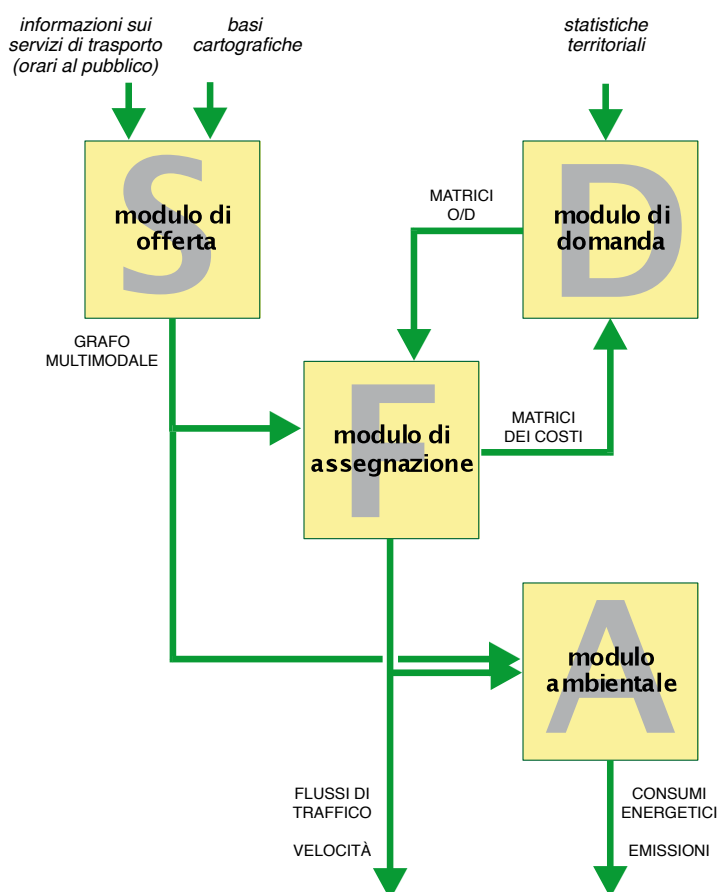 informazioni sui
servizi di trasporto
(orari al pubblico)
basi
cartografiche
statistiche
territoriali
S
modulo di
offerta
MATRICI
O/D
D
modulo di
domanda
GRAFO
MULTIMODALE
F
modulo di
assegnazione
MATRICI
DEI COSTI
A
modulo
ambientale
FLUSSI DI
TRAFFICO
VELOCITÀ
CONSUMI
ENERGETICI
EMISSIONI